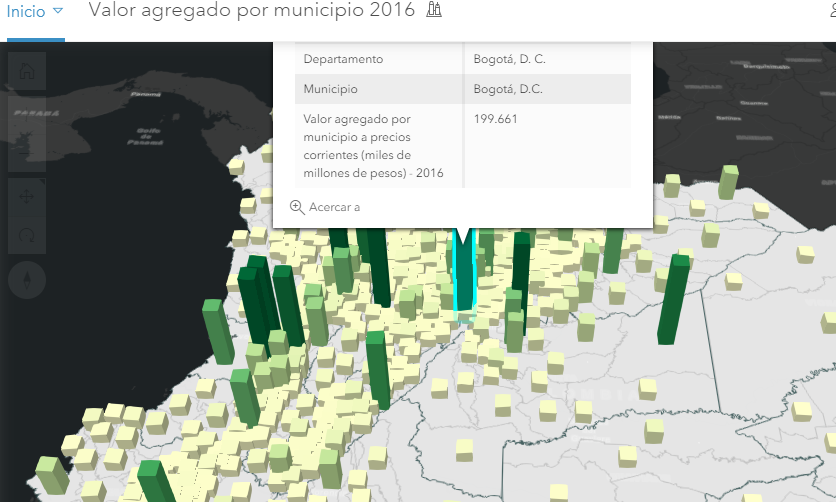 Inicio
Valor agregado por municipio 2016
Departamento
Bogotá, D. C.
Municipio
Bogotá, D.C.
Valor agregado por
municipio a precios
corrientes (miles de
millones de pesos) - 2016
199.661
Acercar a
PANAMÁ
Panamá
Golfo
de
Panamá